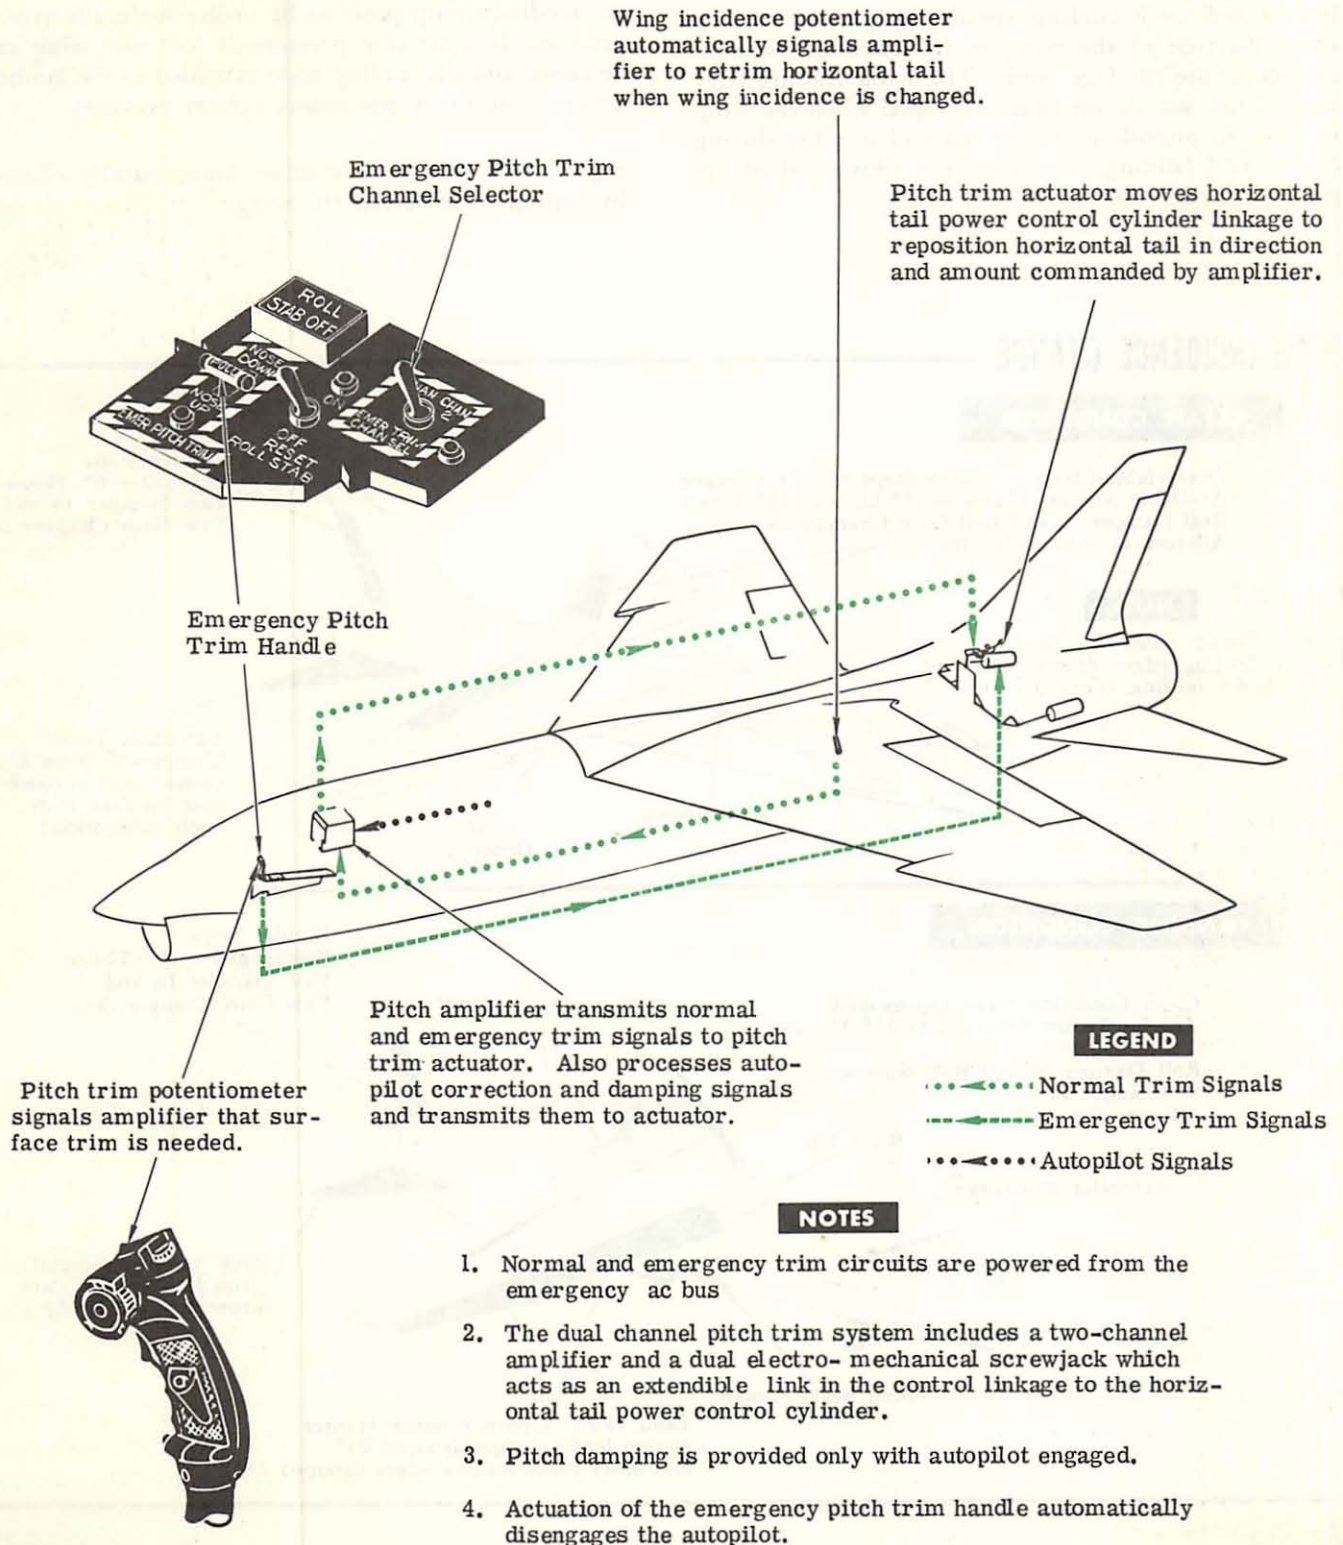 Wing incidence potentiometer
automatically signals ampli-
fier to retrim horizontal tail
when wing incidence is changed.
Emergency Pitch Trim
Channel Selector
Pitch trim actuator moves horizontal
tail power control cylinder linkage to
reposition horizontal tail in direction
and amount commanded by amplifier.
ROLL
STAB OFF
NOSE
DOWN
PULL
NOSE
UP
EMER PITCH TRIM
ON
OFF
RESET
ROLL STAB
CHAN
2
EMER TRIM
CHAN SEL
Emergency Pitch
Trim Handle
Pitch amplifier transmits normal
and emergency trim signals to pitch
trim actuator. Also processes auto-
pilot correction and damping signals
and transmits them to actuator.
Pitch trim potentiometer
signals amplifier that sur-
face trim is needed.
LEGEND
Normal Trim Signals
Emergency Trim Signals
Autopilot Signals
NOTES
1. Normal and emergency trim circuits are powered from the
emergency ac bus
2. The dual channel pitch trim system includes a two-channel
amplifier and a dual electro- mechanical screwjack which
acts as an extendible link in the control linkage to the horiz-
ontal tail power control cylinder.
3. Pitch damping is provided only with autopilot engaged.
4. Actuation of the emergency pitch trim handle automatically
disengages the autopilot.